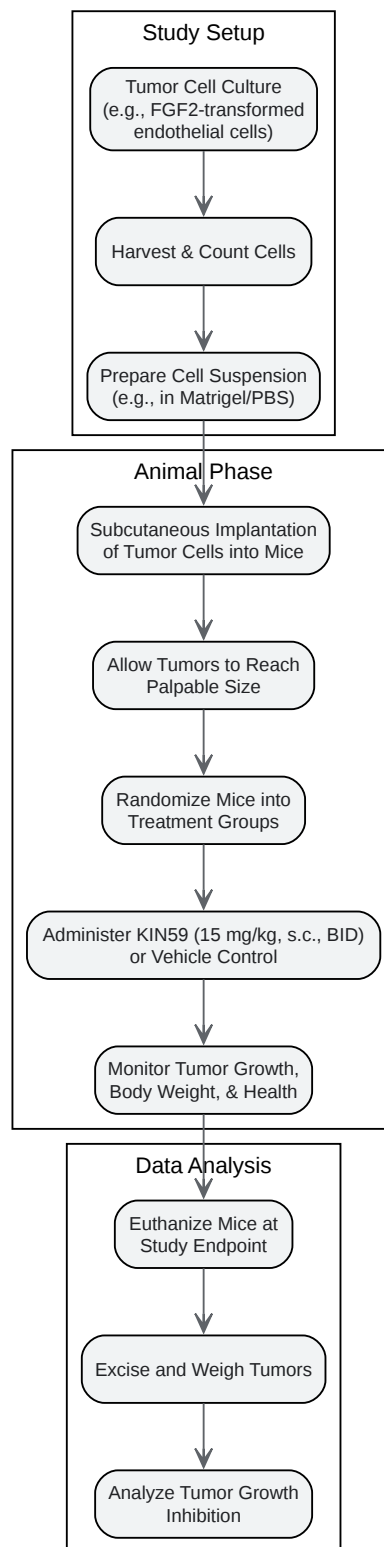 Study Setup
Tumor Cell Culture
(e.g., FGF2-transformed
endothelial cells)
Harvest & Count Cells
Prepare Cell Suspension
(e.g., in Matrigel/PBS)
Animal Phase
Subcutaneous Implantation
of Tumor Cells into Mice
Allow Tumors to Reach
Palpable Size
Randomize Mice into
Treatment Groups
Administer KIN59 (15 mg/kg, s.c., BID)
or Vehicle Control
Monitor Tumor Growth,
Body Weight, & Health
Data Analysis
Euthanize Mice at
Study Endpoint
Excise and Weigh Tumors
Analyze Tumor Growth
Inhibition